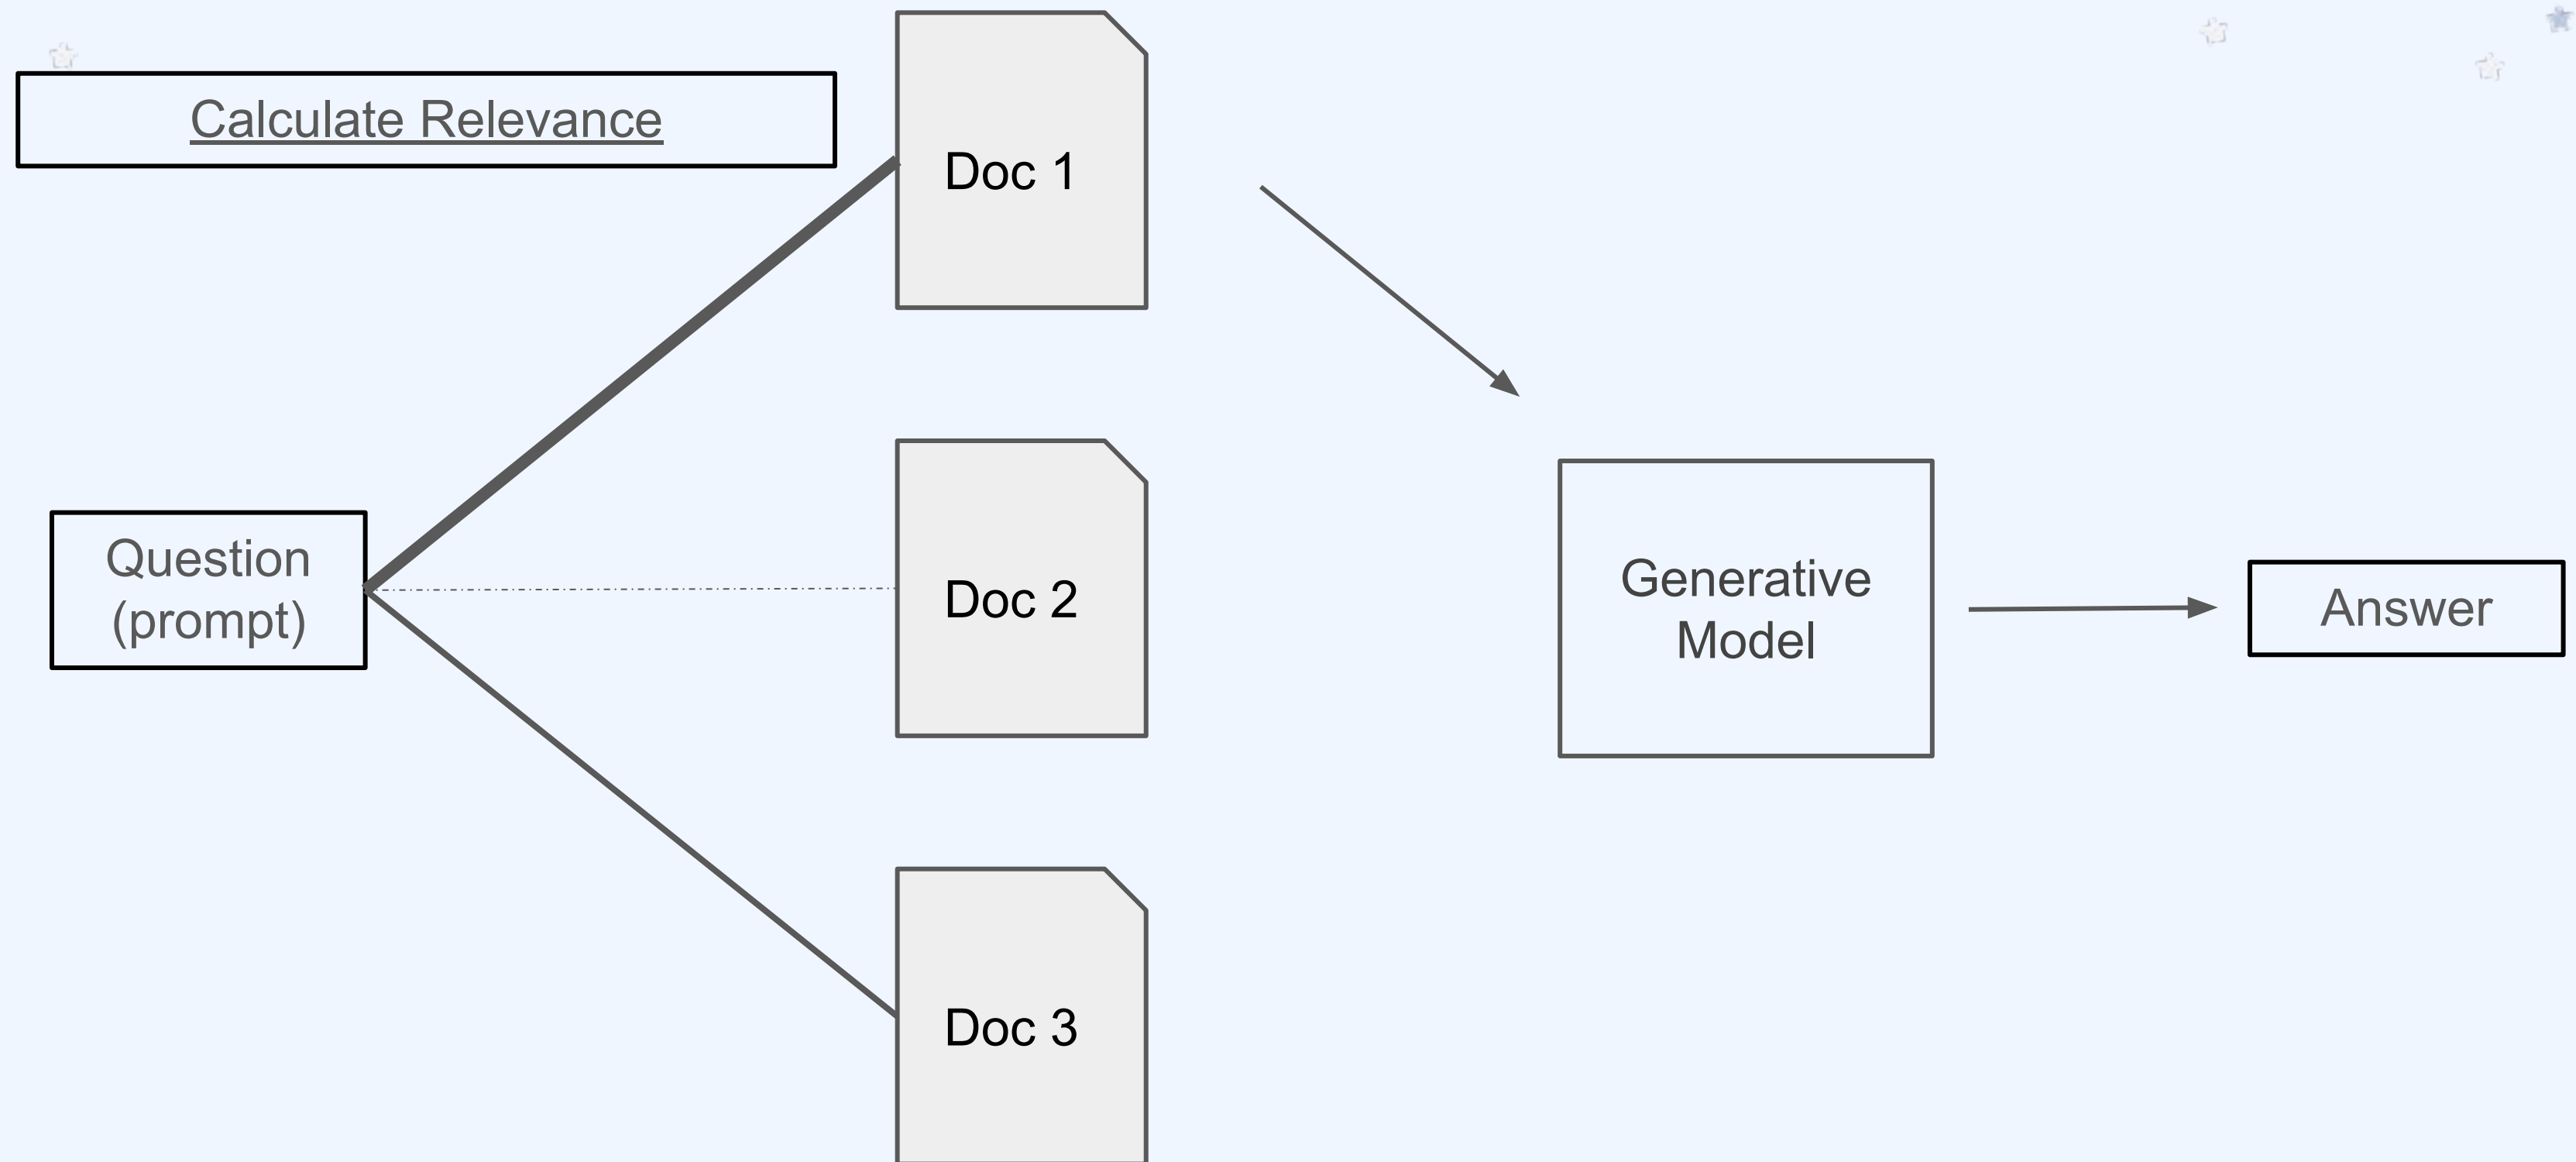 Calculate Relevance
Doc 1
Question
(prompt)
Doc 2
Generative
Model
Answer
Doc 3